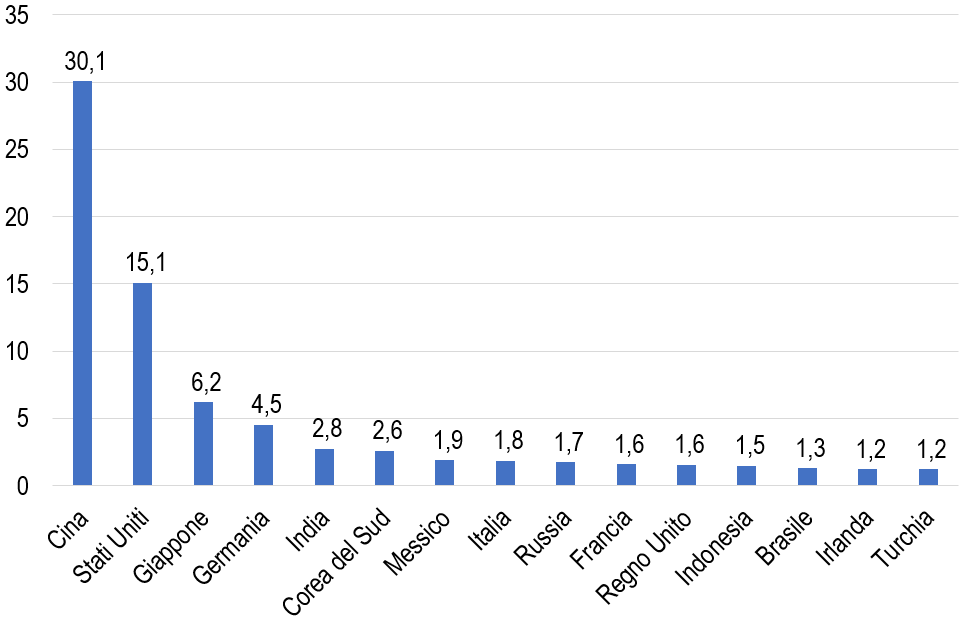 35
30
25
20
15
10
5
0
30,1
15,1
6,2
4,5
2,8
2,6
1,9
1,8
1,7
1,6
1,6
1,5
1,3
1,2
1,2
Cina
Stati Uniti
Giappone
Germania
India
Corea del Sud
Messico
Italia
Russia
Francia
Regno Unito
Indonesia
Brasile
Irlanda
Turchia